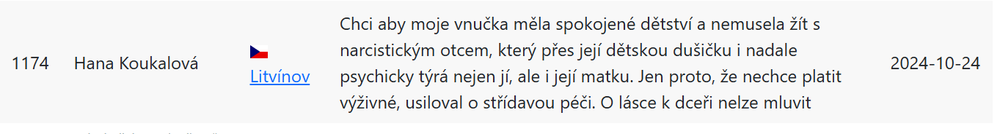 Chci aby moje vnučka měla spokojené dětství a nemusela žít s
narcistickým otcem, který přes její dětskou dušičku i nadale
1174 Hana Koukalová Litvínov psychicky týrá nejen jí, ale i její matku. Jen proto, že nechce platit 2024-10-24
výživné, usiloval o střídavou péči. O lásce k dceři nelze mluvit